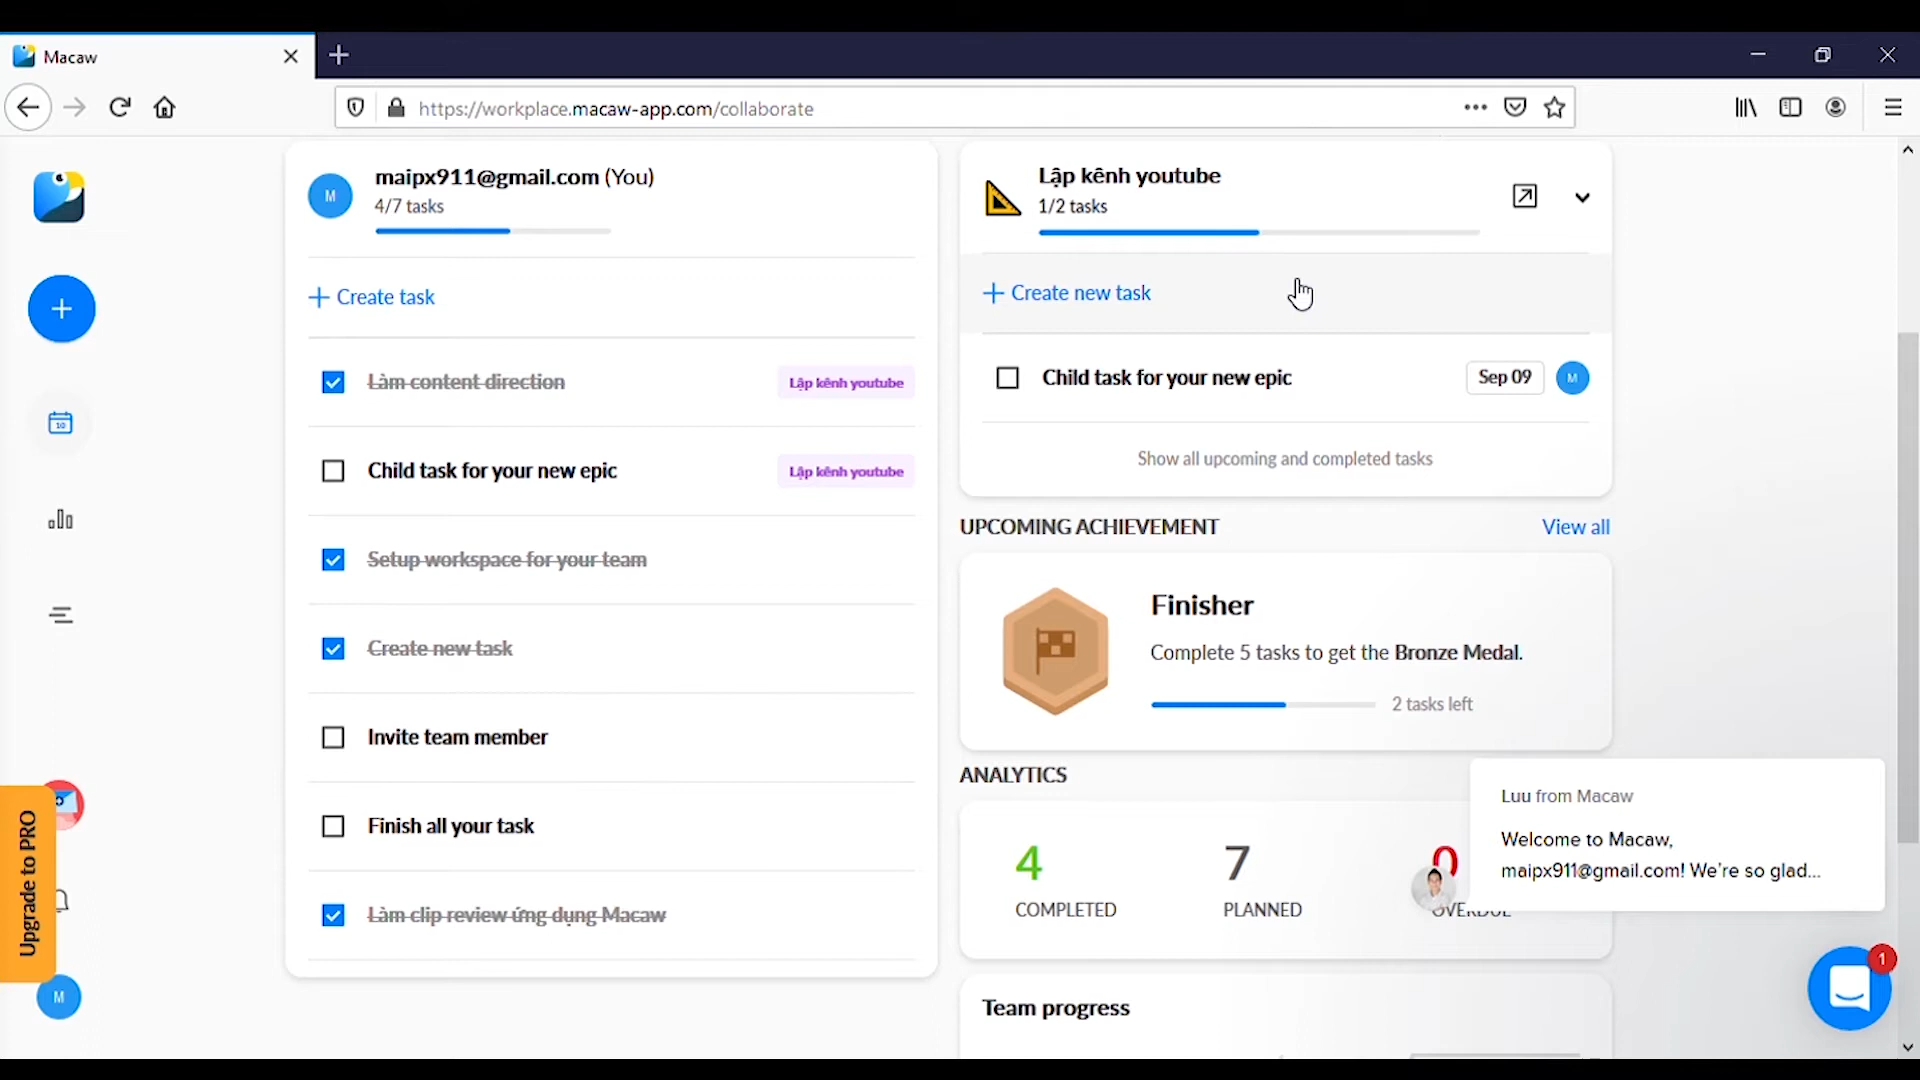 Macaw
https://workplace.macaw-app.com/collaborate
maipx911@gmail.com (You)
4/7 tasks
Create task
Làm content direction
Lập kênh youtube
Child task for your new epic
Lập kênh youtube
Setup workspace for your team
Create new task
Invite team member
Finish all your task
Làm clip review ứng dụng Macaw
Lập kênh youtube
1/2 tasks
Create new task
Child task for your new epic
Sep 09
M
Show all upcoming and completed tasks
UPCOMING ACHIEVEMENT
View all
Finisher
Complete 5 tasks to get the Bronze Medal.
2 tasks left
ANALYTICS
4
COMPLETED
7
PLANNED
0
OVERDUE
Luu from Macaw
Welcome to Macaw,
maipx911@gmail.com! We're so glad...
1
Team progress
Upgrade to PRO
M
M
10